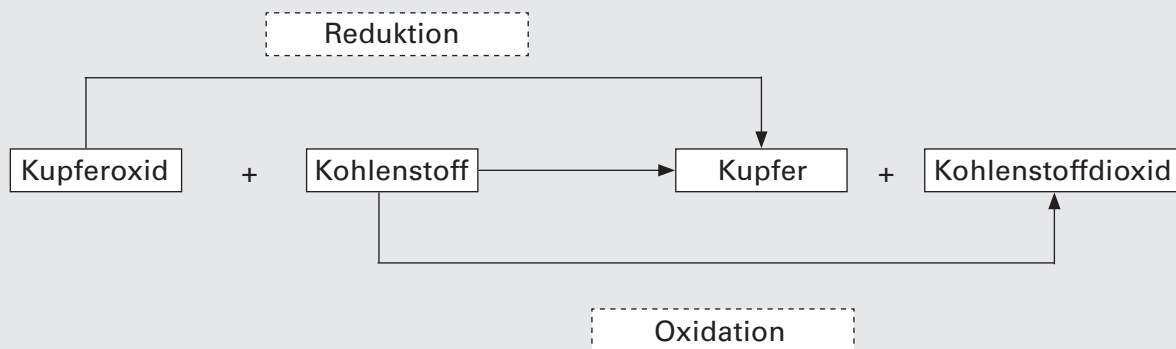 Reduktion
Kupferoxid + Kohlenstoff Kupfer + Kohlenstoffdioxid
Oxidation